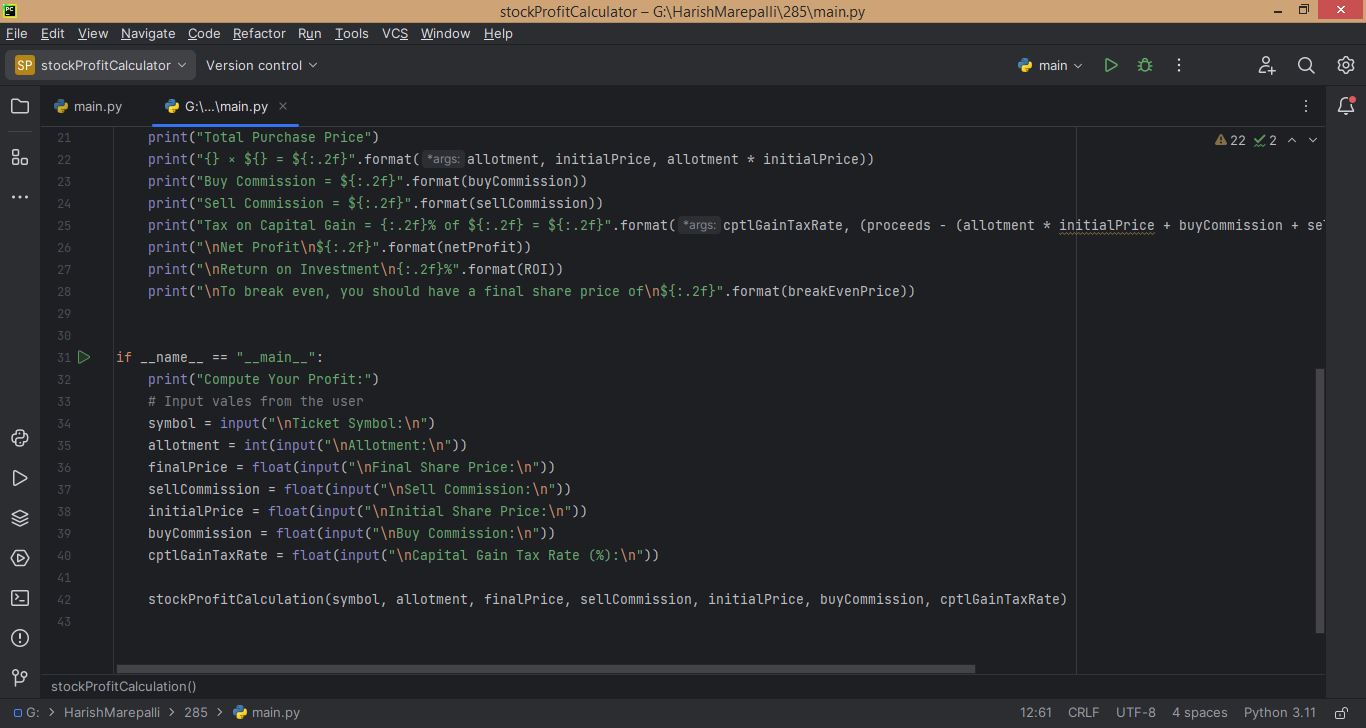 PC
stockProfitCalculator – G:\HarishMarepalli\285\main.py
File Edit View Navigate Code Refactor Run Tools VCS Window Help
SP stockProfitCalculator Version control main
main.py G:\...\main.py
22 2
21 print("Total Purchase Price")
22 print("{} × ${} = ${:.2f}".format( *args: allotment, initialPrice, allotment * initialPrice))
23 print("Buy Commission = ${:.2f}".format(buyCommission))
24 print("Sell Commission = ${:.2f}".format(sellCommission))
25 print("Tax on Capital Gain = {:.2f}% of ${:.2f} = ${:.2f}".format( *args: cptlGainTaxRate, (proceeds - (allotment * initialPrice + buyCommission + se
26 print("\nNet Profit\n${:.2f}".format(netProfit))
27 print("\nReturn on Investment\n{:.2f}%".format(ROI))
28 print("\nTo break even, you should have a final share price of\n${:.2f}".format(breakEvenPrice))
29
30
31 if __name__ == "__main__":
32 print("Compute Your Profit:")
33 # Input vales from the user
34 symbol = input("\nTicket Symbol:\n")
35 allotment = int(input("\nAllotment:\n"))
36 finalPrice = float(input("\nFinal Share Price:\n"))
37 sellCommission = float(input("\nSell Commission:\n"))
38 initialPrice = float(input("\nInitial Share Price:\n"))
39 buyCommission = float(input("\nBuy Commission:\n"))
40 cptlGainTaxRate = float(input("\nCapital Gain Tax Rate (%):\n"))
41
42 stockProfitCalculation(symbol, allotment, finalPrice, sellCommission, initialPrice, buyCommission, cptlGainTaxRate)
43
stockProfitCalculation()
G: > HarishMarepalli > 285 > main.py 12:61 CRLF UTF-8 4 spaces Python 3.11